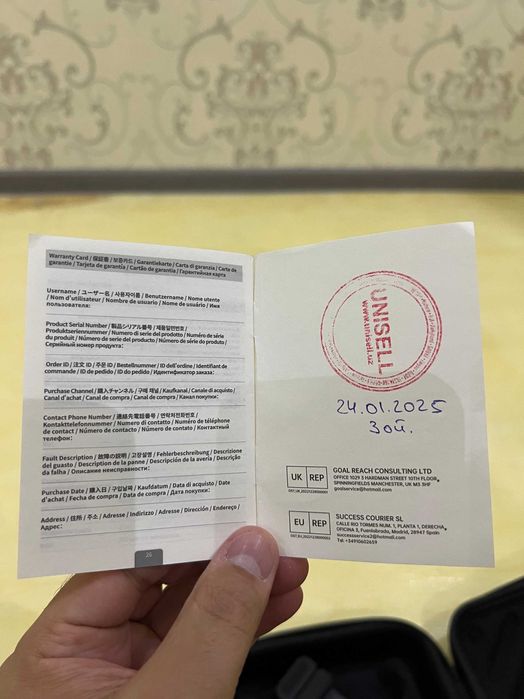 Warranty Card / 保証書 / 보증카드 / Garantiekarte / Carta di garanzia / Carte de
garantie / Tarjeta de garantía / Cartão de garantia / Гарантийная карта
Username / ユーザー名 / 사용자이름 / Benutzername / Nome utente
/ Nom d'utilisateur / Nombre de usuario / Nome do usuário / Имя
пользователя:
Product Serial Number / 製品シリアル番号 / 제품일련번호 /
Produktseriennummer / Numero di serie del prodotto / Numéro de série
du produit / Número de serie del producto / Número de série do produto /
Серийный номер продукта:
Order ID / 注文 ID / 주문 ID / Bestellnummer / ID dell'ordine / Identifiant de
commande / ID de pedido / ID do pedido / Идентификатор заказа:
Purchase Channel / 購入チャンネル / 구매 채널 / Kaufkanal / Canale di acquisto
/ Canal d'achat / Canal de compra / Canal de compra / Канал покупки:
Contact Phone Number / 連絡先電話番号 / 연락처전화번호 /
Kontakttelefonnummer / Numero di contatto / Numéro de téléphone
de contact / Número de contacto / Número de contato / Контактный
телефон:
Fault Description / 故障の説明 / 고장설명 / Fehlerbeschreibung / Descrizione
del guasto / Description de la panne / Descripción de la avería / Descrição
da falha / Описание неисправности:
Purchase Date / 購入日 / 구입날짜 / Kaufdatum / Data di acquisto / Date
d'achat / Fecha de compra / Data de compra / Дата покупки:
Address / 住所 / 주소 / Adresse / Indirizzo / Adresse / Dirección / Endereço /
Адрес:
26
UNISELL
www.unisell.uz
24.01.2025
3 ой.
UK REP
GOAL REACH CONSULTING LTD
OFFICE 1029 3 HARDMAN STREET 10TH FLOOR,
SPINNINGFIELDS MANCHESTER, UK, M3 3HF
goalservice@hotmail.com
EU REP
SUCCESS COURIER SL
CALLE RIO TORMES NUM. 1, PLANTA 1, DERECHA,
OFICINA 3, Fuenlabrada, Madrid, 28947 Spain
successservice2@hotmail.com
Tel. +34910602659